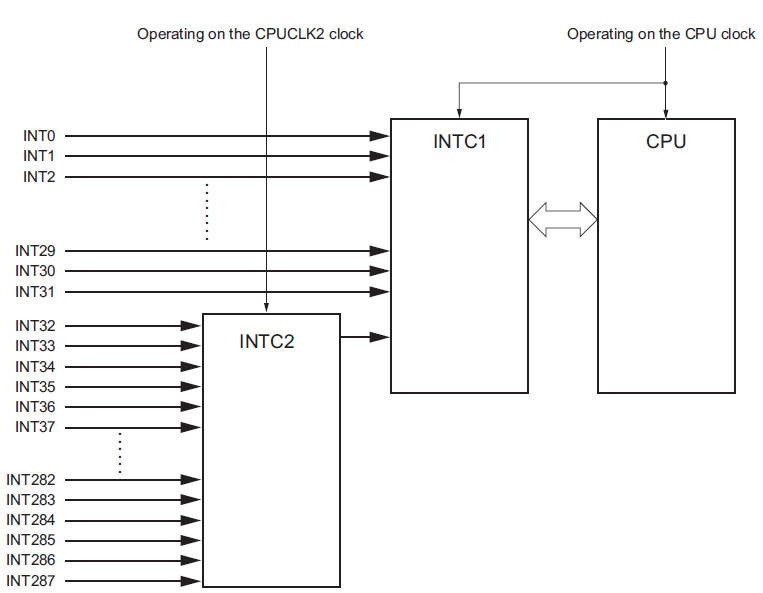 Operating on the CPUCLK2 clock
Operating on the CPU clock
INT0
INT1
INT2
INTC1
CPU
INT29
INT30
INT31
INT32
INT33
INT34
INT35
INT36
INT37
INTC2
INT282
INT283
INT284
INT285
INT286
INT287